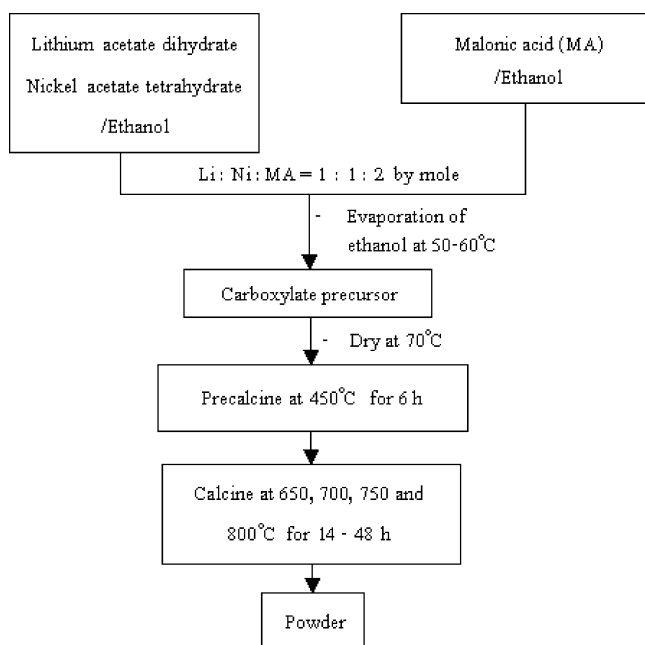 Lithium acetate dihydrate
Nickel acetate tetrahydrate
/Ethanol
Malonic acid (MA)
/Ethanol
Li : Ni : MA = 1 : 1 : 2 by mole
- Evaporation of
ethanol at 50-60°C
Carboxylate precursor
- Dry at 70°C
Precalcine at 450°C for 6 h
Calcine at 650, 700, 750 and
800°C for 14 - 48 h
Powder